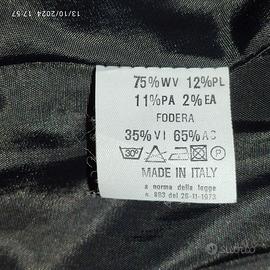 13/10/2024 17:57
75%WV 12%PL
11%PA 2%EA
FODERA
35%VI 65%AC
30° P
MADE IN ITALY
a norma della legge
n. 883 del 26-11-1973
subito